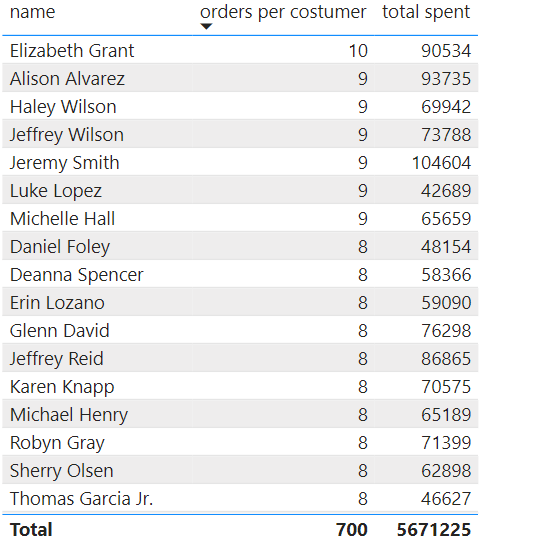 name orders per costumer total spent
Elizabeth Grant 10 90534
Alison Alvarez 9 93735
Haley Wilson 9 69942
Jeffrey Wilson 9 73788
Jeremy Smith 9 104604
Luke Lopez 9 42689
Michelle Hall 9 65659
Daniel Foley 8 48154
Deanna Spencer 8 58366
Erin Lozano 8 59090
Glenn David 8 76298
Jeffrey Reid 8 86865
Karen Knapp 8 70575
Michael Henry 8 65189
Robyn Gray 8 71399
Sherry Olsen 8 62898
Thomas Garcia Jr. 8 46627
Total 700 5671225